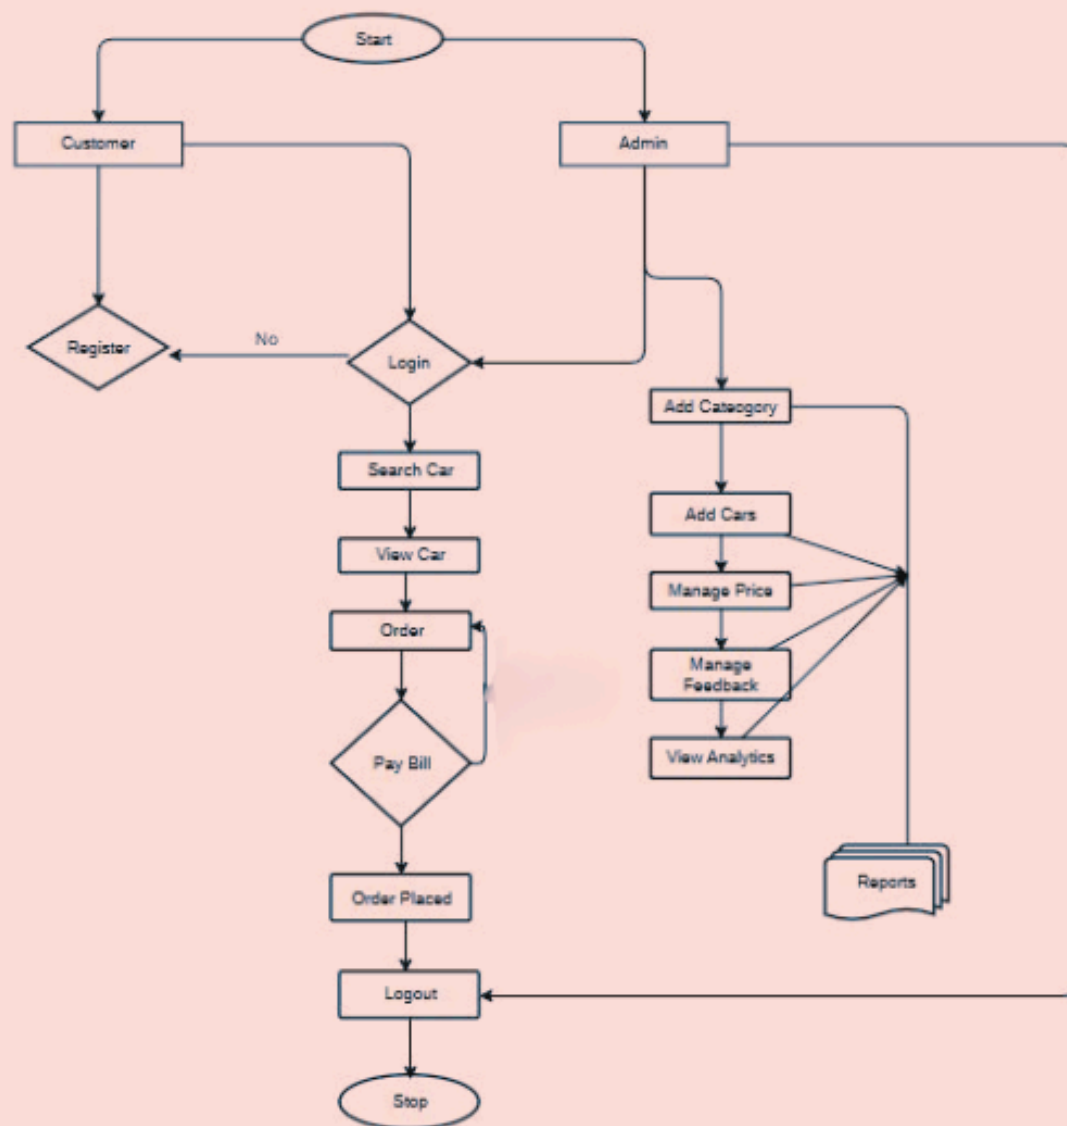 Start
Customer
Admin
Register
No
Login
Add Cateogory
Search Car
Add Cars
View Car
Manage Price
Order
Manage
Feedback
Pay Bill
View Analytics
Order Placed
Reports
Logout
Stop